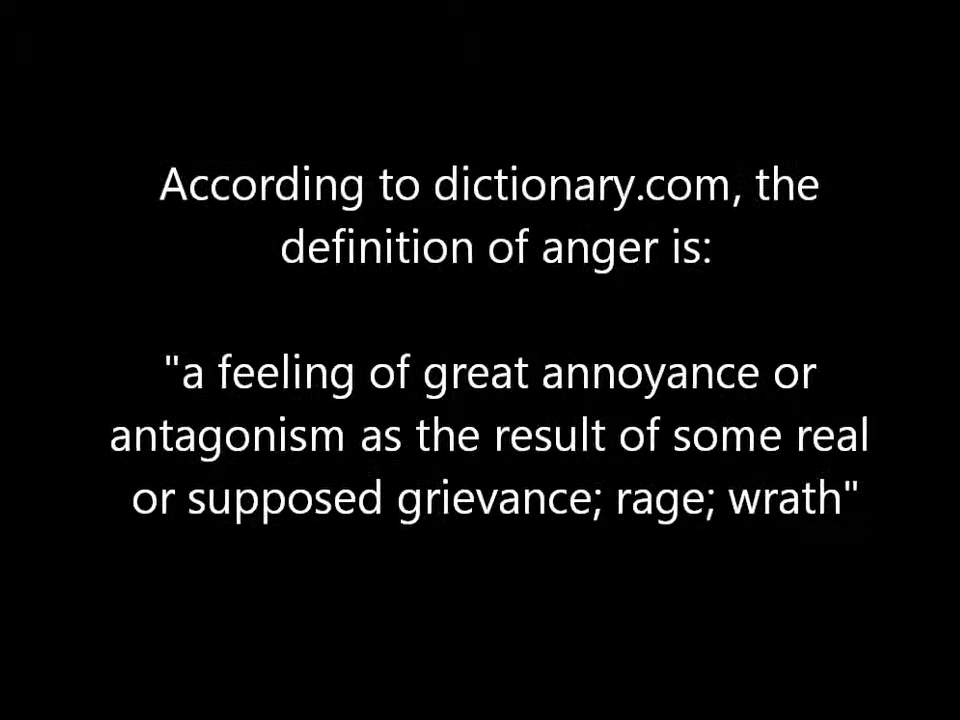 According to dictionary.com, the
definition of anger is:
"a feeling of great annoyance or
antagonism as the result of some real
or supposed grievance; rage; wrath"